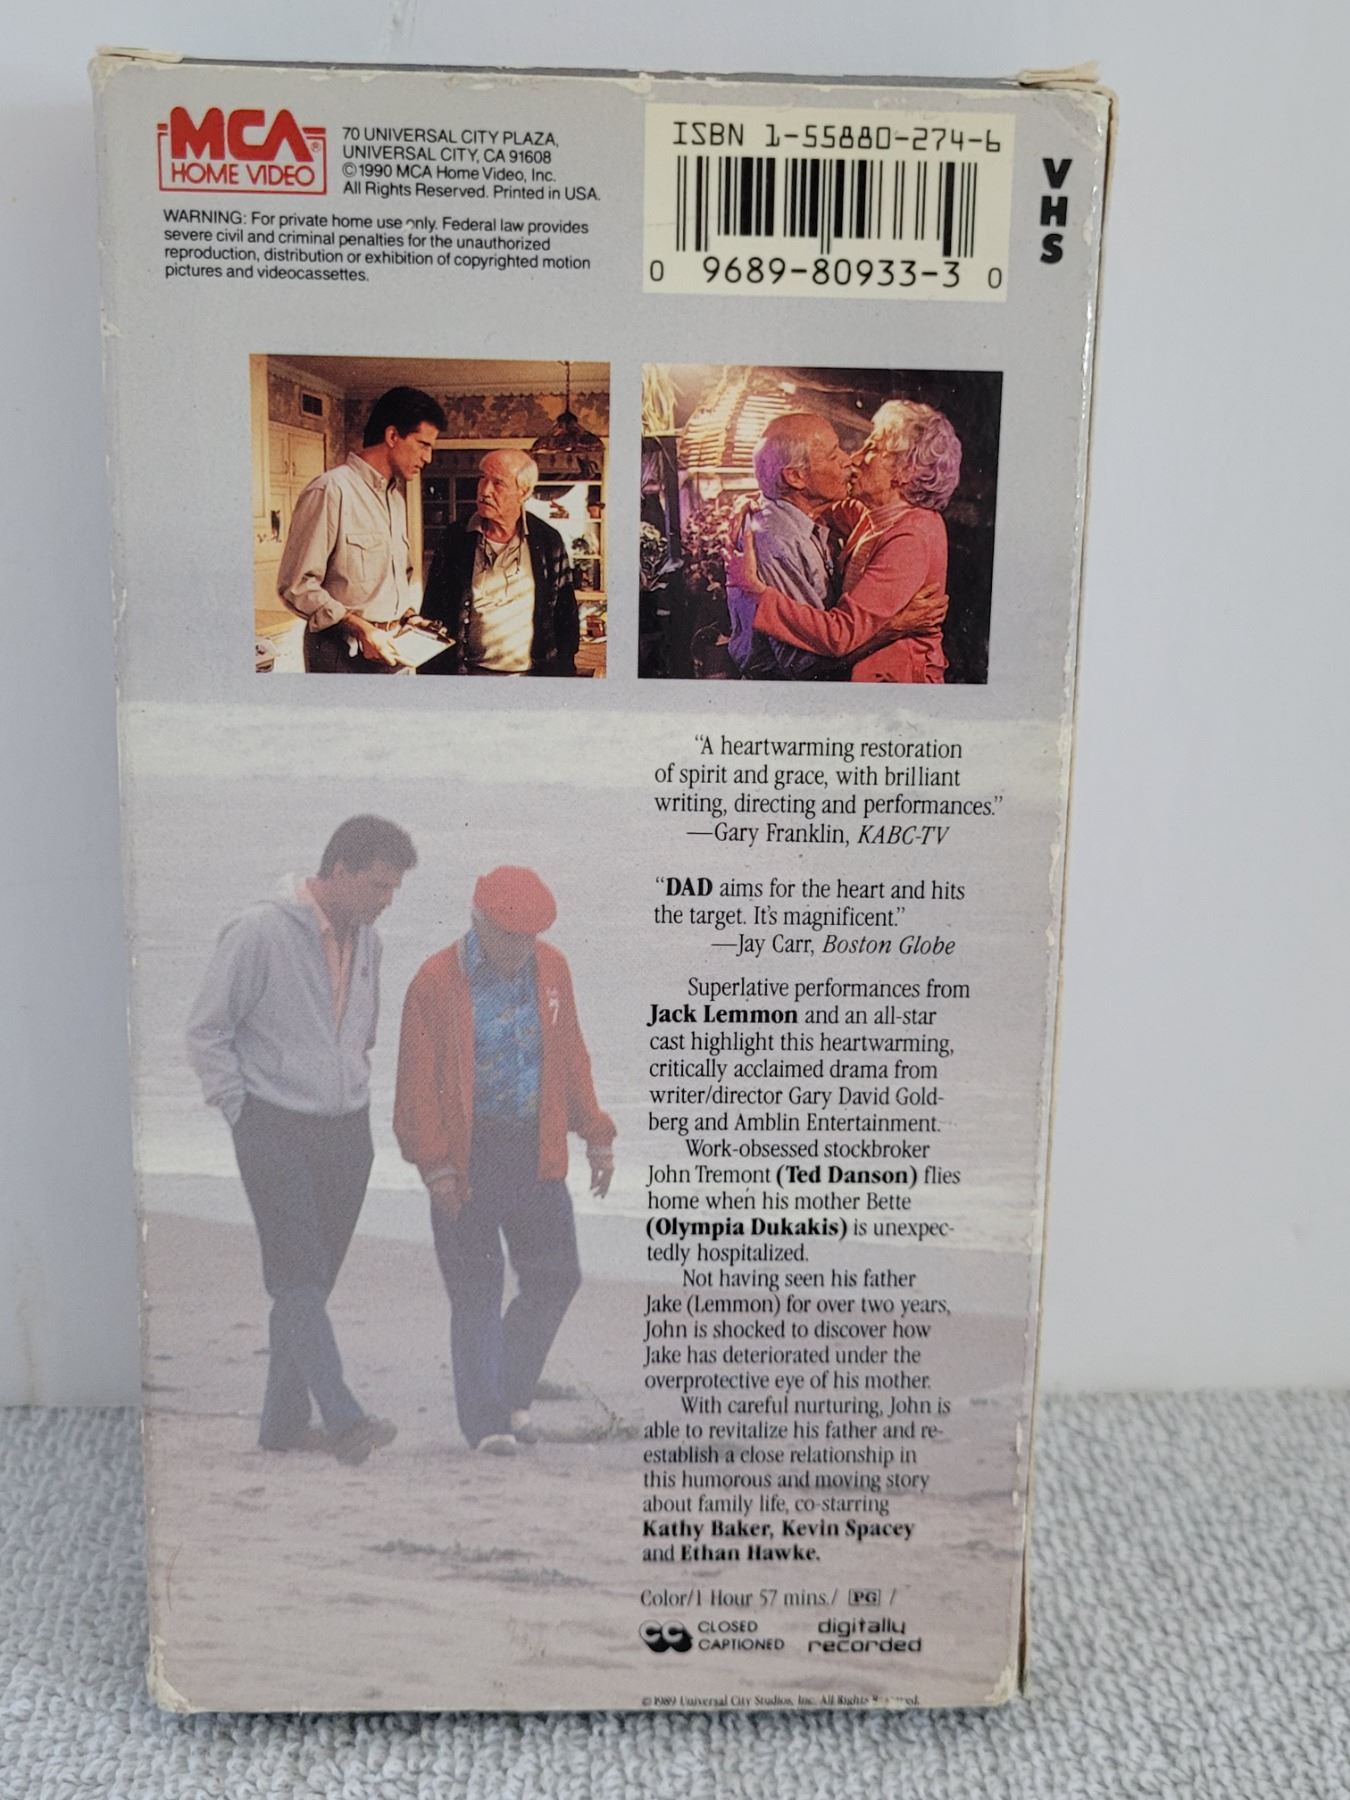 MCA®
HOME VIDEO
70 UNIVERSAL CITY PLAZA,
UNIVERSAL CITY, CA 91608
©1990 MCA Home Video, Inc.
All Rights Reserved. Printed in USA.
WARNING: For private home use only. Federal law provides
severe civil and criminal penalties for the unauthorized
reproduction, distribution or exhibition of copyrighted motion
pictures and videocassettes.
ISBN 1-55880-274-6
0 9689-80933-3 0
VHS
“A heartwarming restoration
of spirit and grace, with brilliant
writing, directing and performances.”
—Gary Franklin, KABC-TV
“DAD aims for the heart and hits
the target. It's magnificent.”
—Jay Carr, Boston Globe
Superlative performances from
Jack Lemmon and an all-star
cast highlight this heartwarming,
critically acclaimed drama from
writer/director Gary David Gold-
berg and Amblin Entertainment.
Work-obsessed stockbroker
John Tremont (Ted Danson) flies
home when his mother Bette
(Olympia Dukakis) is unexpec-
tedly hospitalized.
Not having seen his father
Jake (Lemmon) for over two years,
John is shocked to discover how
Jake has deteriorated under the
overprotective eye of his mother.
With careful nurturing, John is
able to revitalize his father and re-
establish a close relationship in
this humorous and moving story
about family life, co-starring
Kathy Baker, Kevin Spacey
and Ethan Hawke.
Color/1 Hour 57 mins./ PG /
CC CLOSED
CAPTIONED
digitally
recorded
©1989 Universal City Studios, Inc. All Rights Reserved.